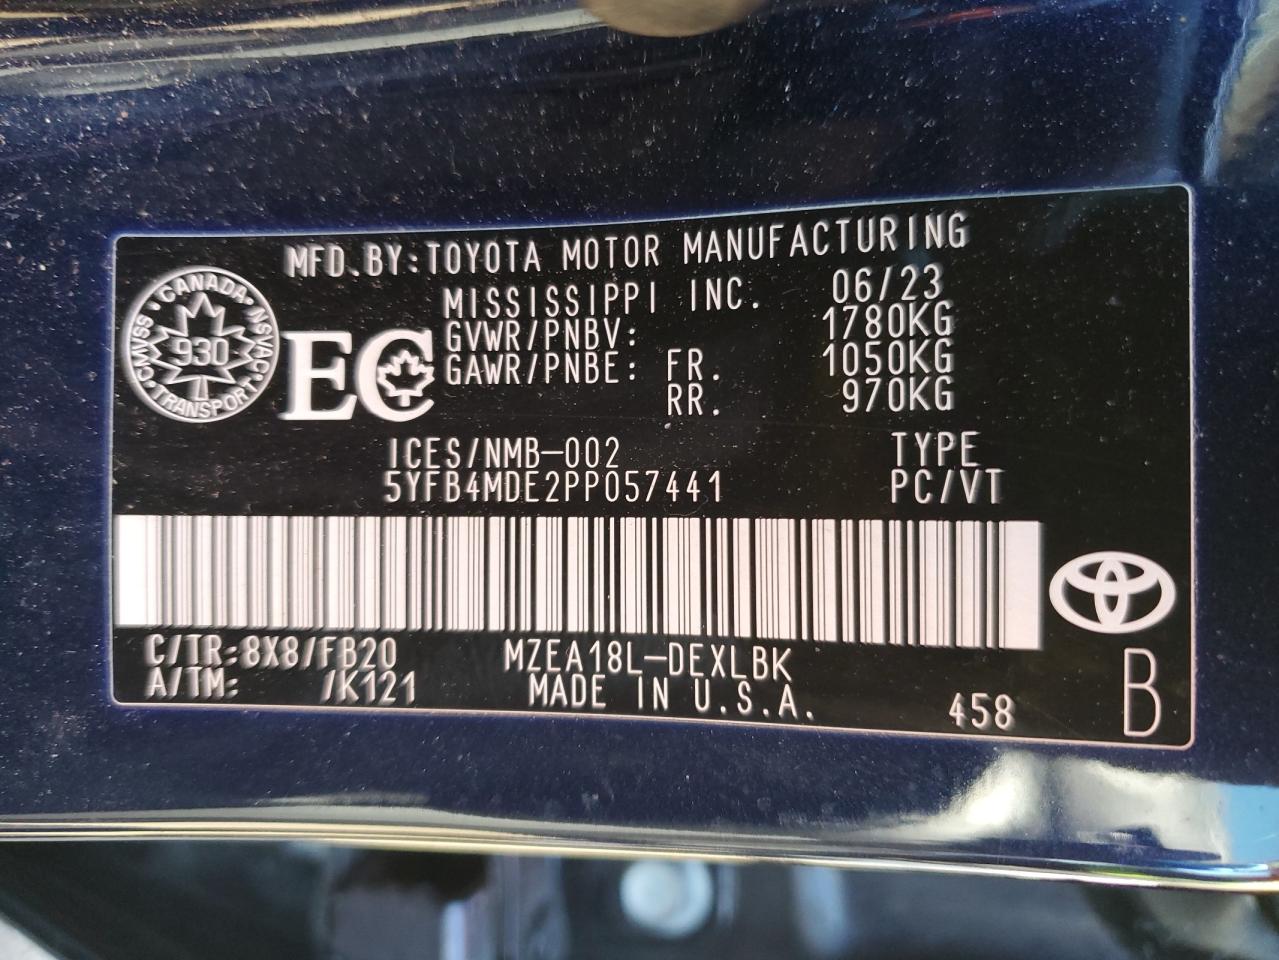 MFD.BY:TOYOTA MOTOR MANUFACTURING
MISSISSIPPI INC. 06/23
GVWR/PNBV: 1780KG
GAWR/PNBE: FR. 1050KG
RR. 970KG
CANADA
CMVSS 930 NSVAC
TRANSPORT
EC
ICES/NMB-002 TYPE
5YFB4MDE2PP057441 PC/VT
C/TR:8X8/FB20 MZEA18L-DEXLBK
A/TM: /K121 MADE IN U.S.A. 458 B